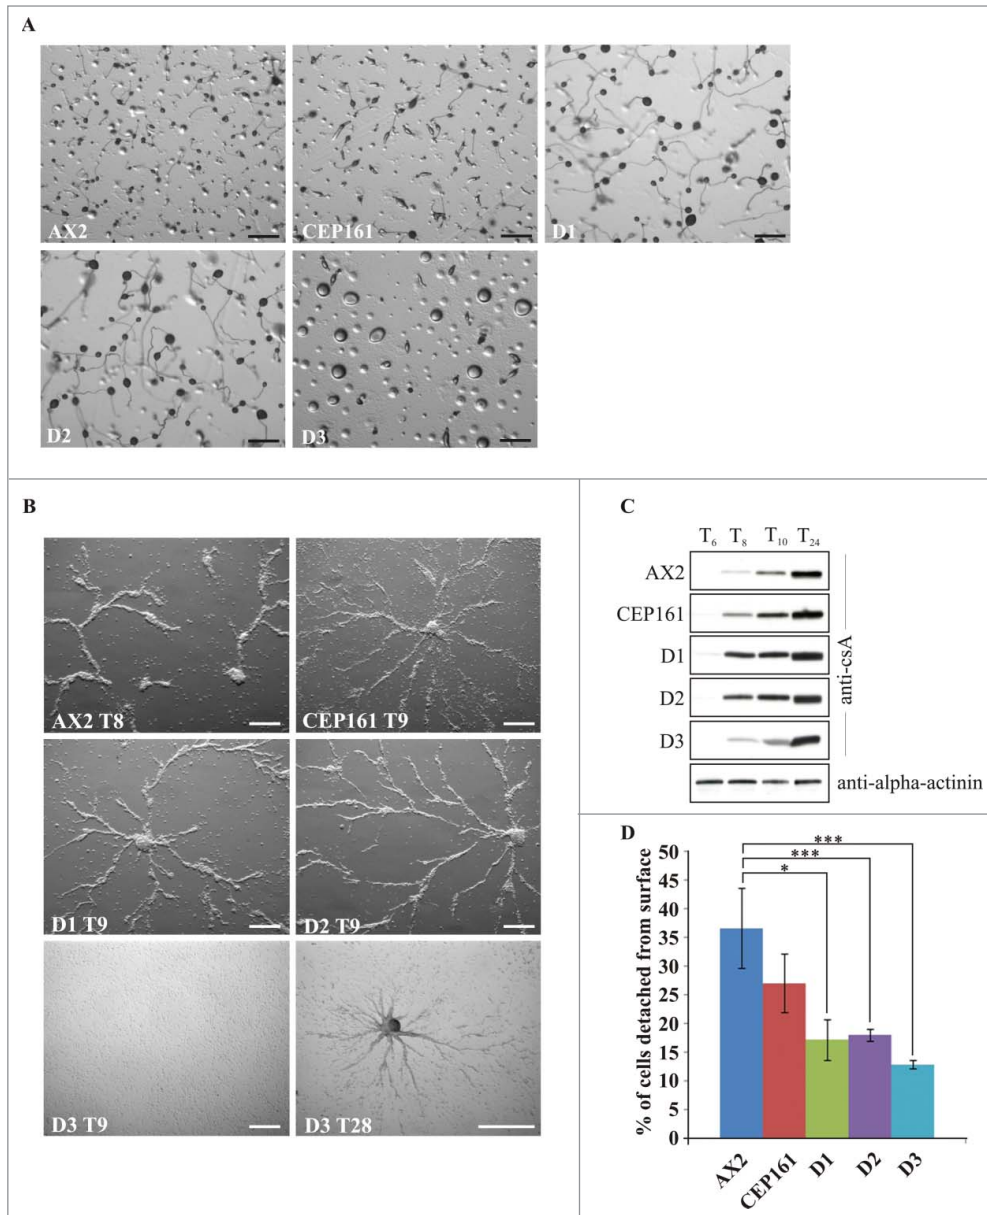 A
AX2
CEP161
D1
D2
D3
B
AX2 T8
CEP161 T9
D1 T9
D2 T9
D3 T9
D3 T28
C
T6 T8 T10 T24
AX2
CEP161
D1
D2
D3
anti-csA
anti-alpha-actinin
D
% of cells detached from surface
50
45
40
35
30
25
20
15
10
5
0
***
***
*
AX2
CEP161
D1
D2
D3